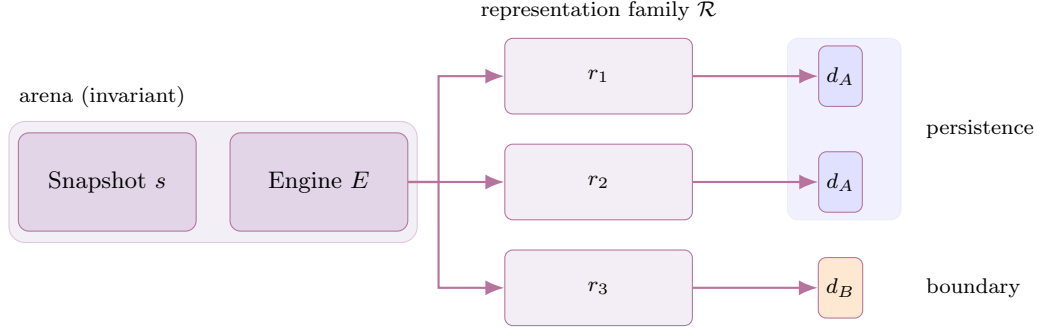 representation family ℛ
arena (invariant)
Snapshot s
Engine E
r₁
d_A
r₂
d_A
persistence
r₃
d_B
boundary